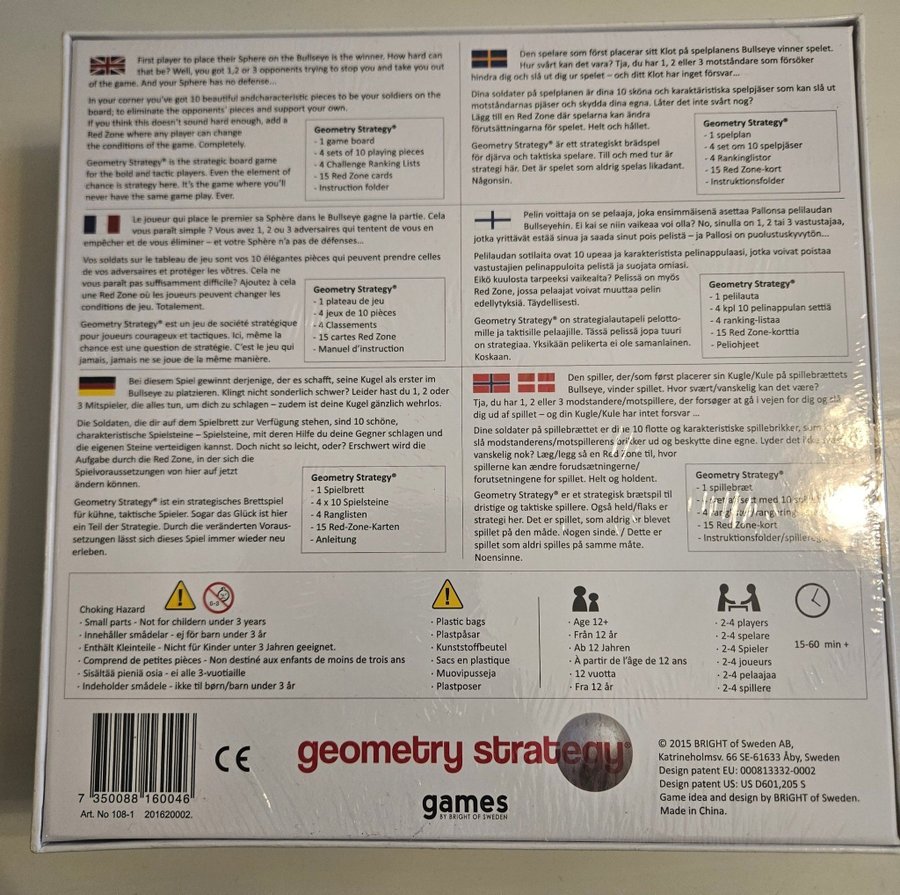 First player to place their Sphere on the Bullseye is the winner. How hard can
that be? Well, you got 1,2 or 3 opponents trying to stop you and take you out
of the game. And your Sphere has no defense...
In your corner you've got 10 beautiful andcharacteristic pieces to be your soldiers on the
board; to eliminate the opponents' pieces and support your own.
If you think this doesn't sound hard enough, add a
Red Zone where any player can change
the conditions of the game. Completely.
Geometry Strategy® is the strategic board game
for the bold and tactic players. Even the element of
chance is strategy here. It's the game where you'll
never have the same game play. Ever.
Geometry Strategy®
- 1 game board
- 4 sets of 10 playing pieces
- 4 Challenge Ranking Lists
- 15 Red Zone cards
- Instruction folder
Den spelare som först placerar sitt Klot på spelplanens Bullseye vinner spelet.
Hur svårt kan det vara? Tja, du har 1, 2 eller 3 motståndare som försöker
hindra dig och slå ut dig ur spelet – och ditt Klot har inget försvar...
Dina soldater på spelplanen är dina 10 sköna och karaktäristiska spelpjäser som kan slå ut
motståndarnas pjäser och skydda dina egna. Låter det inte svårt nog?
Lägg till en Red Zone där spelarna kan ändra
förutsättningarna för spelet. Helt och hållet.
Geometry Strategy® är ett strategiskt brädspel
för djärva och taktiska spelare. Till och med tur är
strategi här. Det är spelet som aldrig spelas likadant.
Någonsin.
Geometry Strategy®
- 1 spelplan
- 4 set om 10 spelpjäser
- 4 Rankinglistor
- 15 Red Zone-kort
- Instruktionsfolder
Le joueur qui place le premier sa Sphère dans le Bullseye gagne la partie. Cela
vous paraît simple ? Vous avez 1, 2 ou 3 adversaires qui tentent de vous en
empêcher et de vous éliminer – et votre Sphère n'a pas de défenses...
Vos soldats sur le tableau de jeu sont vos 10 élégantes pièces qui peuvent prendre celles
de vos adversaires et protéger les vôtres. Cela ne
vous paraît pas suffisamment difficile? Ajoutez à cela
une Red Zone où les joueurs peuvent changer les
conditions de jeu. Totalement.
Geometry Strategy® est un jeu de société stratégique
pour joueurs courageux et tactiques. Ici, même la
chance est une question de stratégie. C'est le jeu qui
jamais, jamais ne se joue de la même manière.
Geometry Strategy®
- 1 plateau de jeu
- 4 jeux de 10 pièces
- 4 Classements
- 15 cartes Red Zone
- Manuel d'instruction
Pelin voittaja on se pelaaja, joka ensimmäisenä asettaa Pallonsa pelilaudan
Bullseyehin. Ei kai se niin vaikeaa voi olla? No, sinulla on 1, 2 tai 3 vastustajaa,
jotka yrittävät estää sinua ja saada sinut pois pelistä – ja Pallosi on puolustuskyvytön...
Pelilaudan sotilaita ovat 10 upeaa ja karakteristista pelinappulaasi, jotka voivat poistaa
vastustajien pelinappuloita pelistä ja suojata omiasi.
Eikö kuulosta tarpeeksi vaikealta? Pelissä on myös
Red Zone, jossa pelaajat voivat muuttaa pelin
edellytyksiä. Täydellisesti.
Geometry Strategy® on strategialautapeli pelotto-
mille ja taktisille pelaajille. Tässä pelissä jopa tuuri
on strategiaa. Yksikään pelikerta ei ole samanlainen.
Koskaan.
Geometry Strategy®
- 1 pelilauta
- 4 kpl 10 pelinappulan settiä
- 4 ranking-listaa
- 15 Red Zone-korttia
- Peliohjeet
Bei diesem Spiel gewinnt derjenige, der es schafft, seine Kugel als erster im
Bullseye zu platzieren. Klingt nicht sonderlich schwer? Leider hast du 1, 2 oder
3 Mitspieler, die alles tun, um dich zu schlagen – zudem ist deine Kugel gänzlich wehrlos.
Die Soldaten, die dir auf dem Spielbrett zur Verfügung stehen, sind 10 schöne,
charakteristische Spielsteine – Spielsteine, mit deren Hilfe du deine Gegner schlagen und
die eigenen Steine verteidigen kannst. Doch noch nicht so leicht, oder? Erschwert wird die
Aufgabe durch die Red Zone, in der sich die
Spielvoraussetzungen von hier auf jetzt
ändern können.
Geometry Strategy® ist ein strategisches Brettspiel
für kühne, taktische Spieler. Sogar das Glück ist hier
ein Teil der Strategie. Durch die veränderten Voraus-
setzungen lässt sich dieses Spiel immer wieder neu
erleben.
Geometry Strategy®
- 1 Spielbrett
- 4 x 10 Spielsteine
- 4 Ranglisten
- 15 Red-Zone-Karten
- Anleitung
Den spiller, der/som først placerer sin Kugle/Kule på spillebrættets
Bullseye, vinder spillet. Hvor svært/vanskelig kan det være?
Tja, du har 1, 2 eller 3 modstandere/motspillere, der forsøger at gå i vejen for dig og slå
dig ud af spillet – og din Kugle/Kule har intet forsvar ...
Dine soldater på spillebrættet er dine 10 flotte og karakteristiske spillebrikker, som kan
slå modstanderens/motspillerens brikker ud og beskytte dine egne. Lyder det
vanskelig nok? Læg/legg så en Red Zone til, hvor
spillerne kan ændre forudsætningerne/
forutsetningene for spillet. Helt og holdent.
Geometry Strategy® er et strategisk brætspil til
dristige og taktiske spillere. Også held/flaks er
strategi her. Det er spillet, som aldrig er blevet
spillet på den måde. Nogen sinde. / Dette er
spillet som aldri spilles på samme måte.
Noensinne.
Geometry Strategy®
- 1 spillebræt
- 4 med 10
- 4
- 15 Red Zone-kort
- Instruktionsfolder/
Choking Hazard
· Small parts - Not for childern under 3 years
· Innehåller smådelar - ej för barn under 3 år
· Enthält Kleinteile - Nicht für Kinder unter 3 Jahren geeignet.
· Comprend de petites pièces - Non destiné aux enfants de moins de trois ans
· Sisältää pieniä osia - ei alle 3-vuotiaille
· Indeholder smådele - ikke til børn/barn under 3 år
0-3
· Plastic bags
· Plastpåsar
· Kunststoffbeutel
· Sacs en plastique
· Muovipusseja
· Plastposer
· Age 12+
· Från 12 år
· Ab 12 Jahren
· À partir de l'âge de 12 ans
· 12 vuotta
· Fra 12 år
· 2-4 players
· 2-4 spelare
· 2-4 Spieler
· 2-4 joueurs
· 2-4 pelaajaa
· 2-4 spillere
15-60 min +
7 350088 160046
Art. No 108-1 201620002.
CE
geometry strategy®
games
BY BRIGHT OF SWEDEN
© 2015 BRIGHT of Sweden AB,
Katrineholmsv. 66 SE-61633 Åby, Sweden
Design patent EU: 000813332-0002
Design patent US: US D601,205 S
Game idea and design by BRIGHT of Sweden.
Made in China.